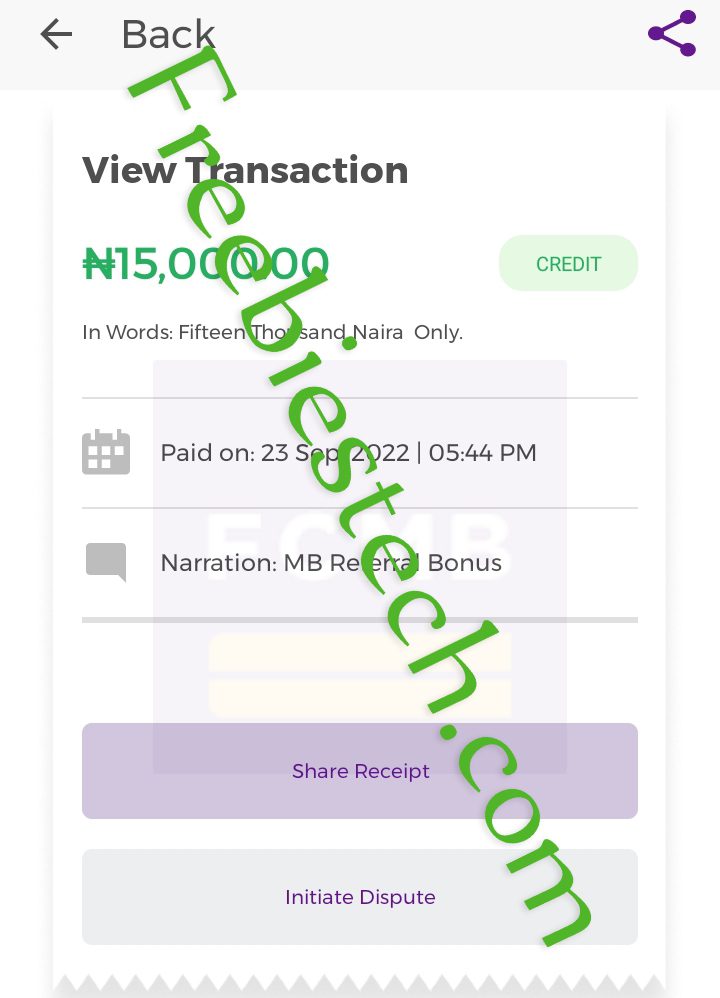 Back
View Transaction
₦15,000.00
CREDIT
In Words: Fifteen Thousand Naira  Only.
Paid on: 23 Sep 2022 | 05:44 PM
FCMB
Narration: MB Referral Bonus
Share Receipt
Initiate Dispute
Freebiestech.com